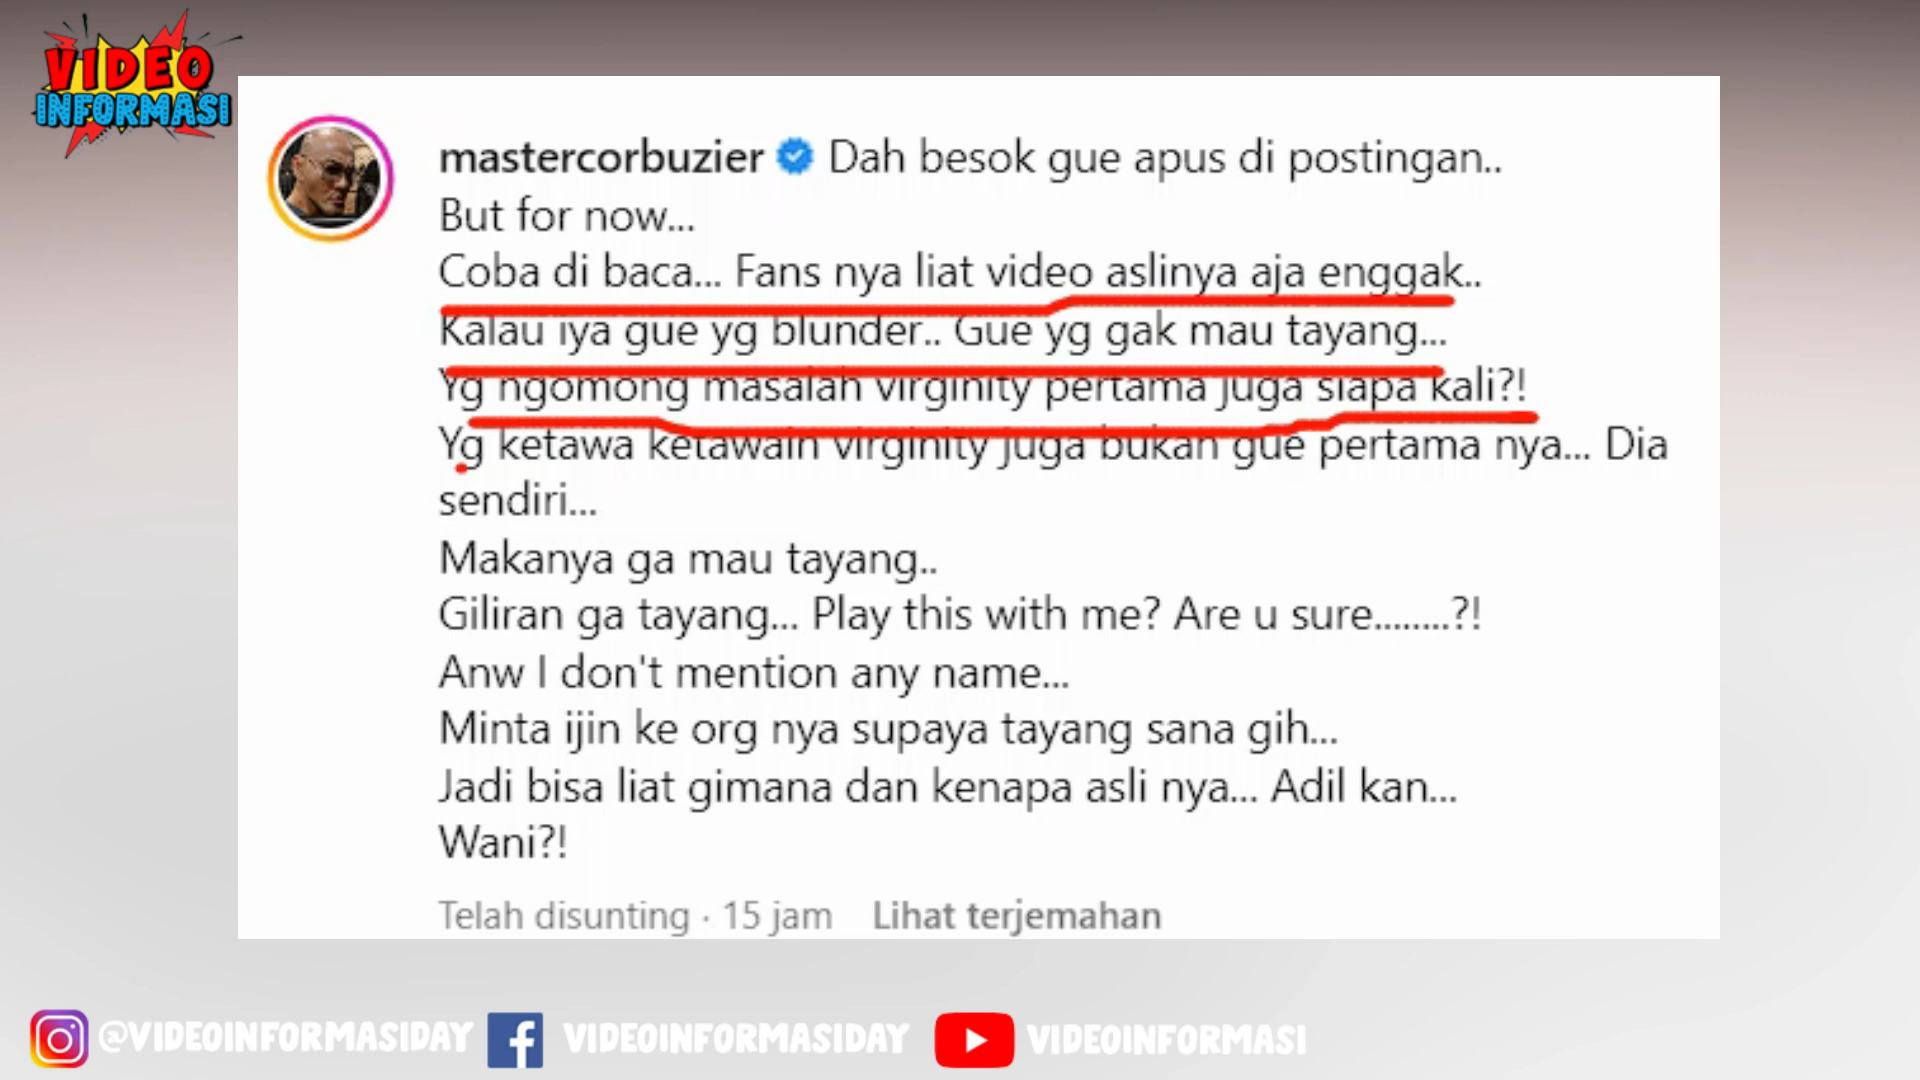 VIDEO
INFORMASI
mastercorbuzier Dah besok gue apus di postingan..
But for now...
Coba di baca... Fans nya liat video aslinya aja enggak..
Kalau iya gue yg blunder.. Gue yg gak mau tayang...
Yg ngomong masalah virginity pertama juga siapa kali?!
Yg ketawa ketawain virginity juga bukan gue pertama nya... Dia
sendiri...
Makanya ga mau tayang..
Giliran ga tayang... Play this with me? Are u sure........?!
Anw I don't mention any name...
Minta ijin ke org nya supaya tayang sana gih...
Jadi bisa liat gimana dan kenapa asli nya... Adil kan...
Wani?!
Telah disunting · 15 jam Lihat terjemahan
@VIDEOINFORMASIDAY VIDEOINFORMASIDAY VIDEOINFORMASI